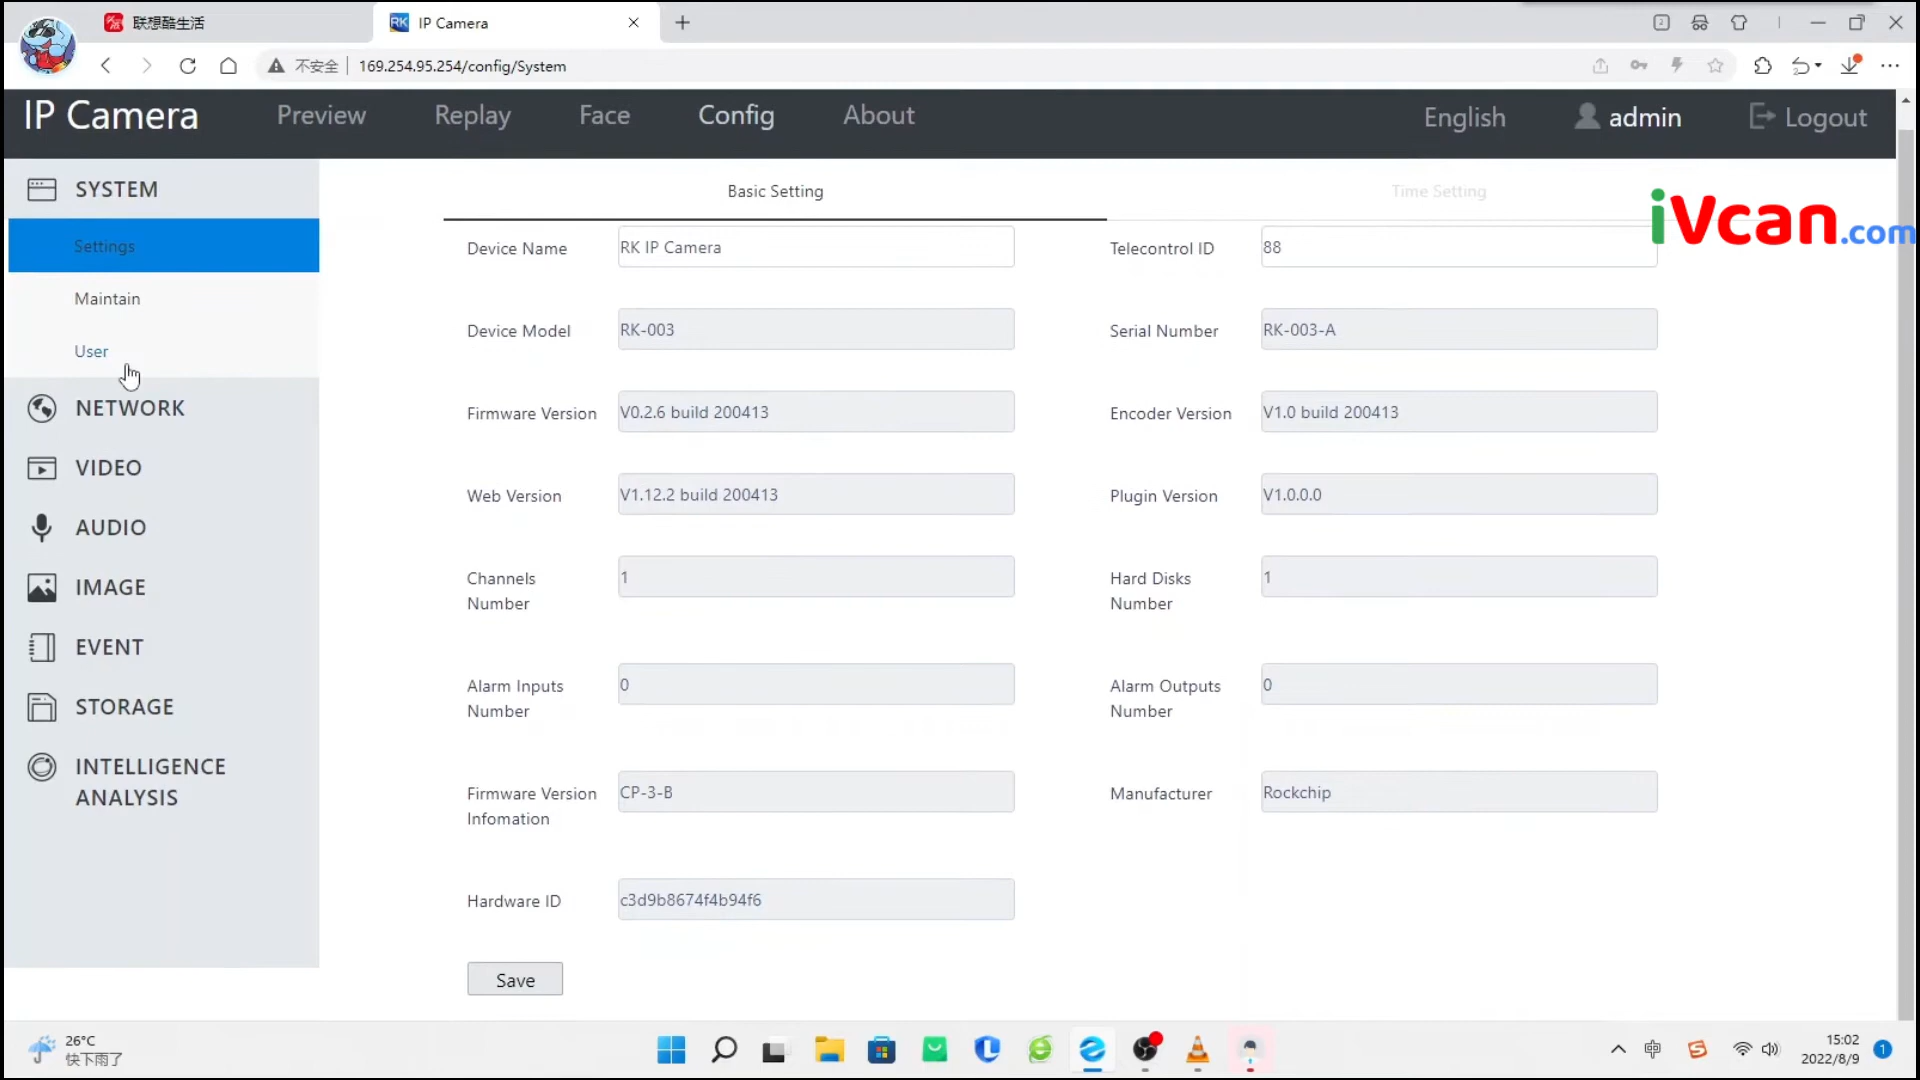 联想酷生活
RK
IP Camera
不安全
169.254.95.254/config/System
IP Camera
Preview
Replay
Face
Config
About
English
admin
Logout
SYSTEM
Settings
Maintain
User
NETWORK
VIDEO
AUDIO
IMAGE
EVENT
STORAGE
INTELLIGENCE
ANALYSIS
Basic Setting
Time Setting
iVcan.com
Device Name
RK IP Camera
Telecontrol ID
88
Device Model
RK-003
Serial Number
RK-003-A
Firmware Version
V0.2.6 build 200413
Encoder Version
V1.0 build 200413
Web Version
V1.12.2 build 200413
Plugin Version
V1.0.0.0
Channels
Number
1
Hard Disks
Number
1
Alarm Inputs
Number
0
Alarm Outputs
Number
0
Firmware Version
Infomation
CP-3-B
Manufacturer
Rockchip
Hardware ID
c3d9b8674f4b94f6
Save
26°C
快下雨了
中
15:02
2022/8/9
1